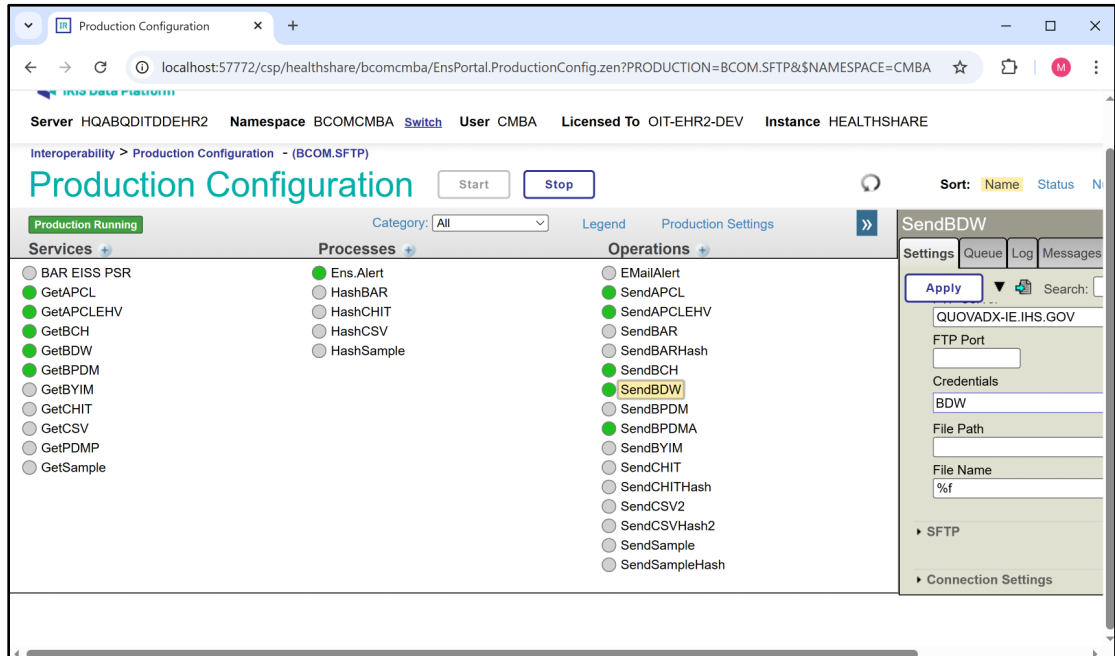 Production Configuration
localhost:57772/csp/healthshare/bcomcmba/EnsPortal.ProductionConfig.zen?PRODUCTION=BCOM.SFTP&$NAMESPACE=CMBA
M
IRIS Data Platform
Server HQABQDITDDEHR2 Namespace BCOMCMBA Switch User CMBA Licensed To OIT-EHR2-DEV Instance HEALTHSHARE
Interoperability > Production Configuration - (BCOM.SFTP)
Production Configuration Start Stop Sort: Name Status
Production Running Category: All Legend Production Settings » SendBDW
Services Processes Operations Settings Queue Log Messages
BAR EISS PSR Ens.Alert EMailAlert
GetAPCL HashBAR SendAPCL Apply Search:
GetAPCLEHV HashCHIT SendAPCLEHV QUOVADX-IE.IHS.GOV
GetBCH HashCSV SendBAR FTP Port
GetBDW HashSample SendBARHash
GetBPDM SendBCH Credentials
GetBYIM SendBDW BDW
GetCHIT SendBPDM
GetCSV SendBPDMA File Path
GetPDMP SendBYIM
GetSample SendCHIT File Name
SendCHITHash %f
SendCSV2
SendCSVHash2 SFTP
SendSample
SendSampleHash Connection Settings